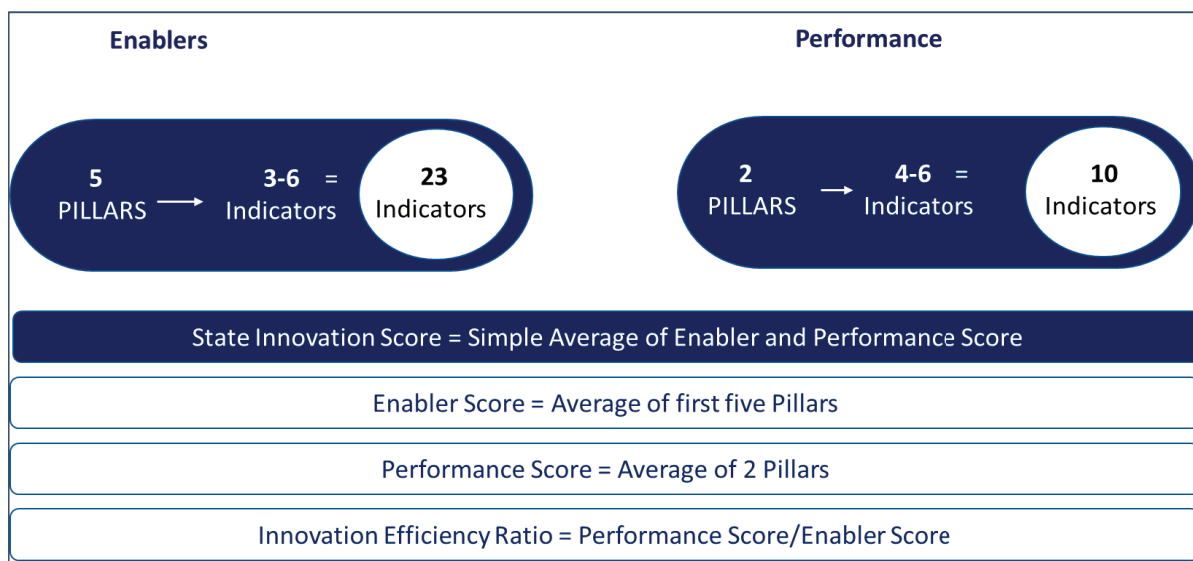 Enablers
Performance
5 3-6 = 23
PILLARS Indicators Indicators
2 4-6 = 10
PILLARS Indicators Indicators
State Innovation Score = Simple Average of Enabler and Performance Score
Enabler Score = Average of first five Pillars
Performance Score = Average of 2 Pillars
Innovation Efficiency Ratio = Performance Score/Enabler Score